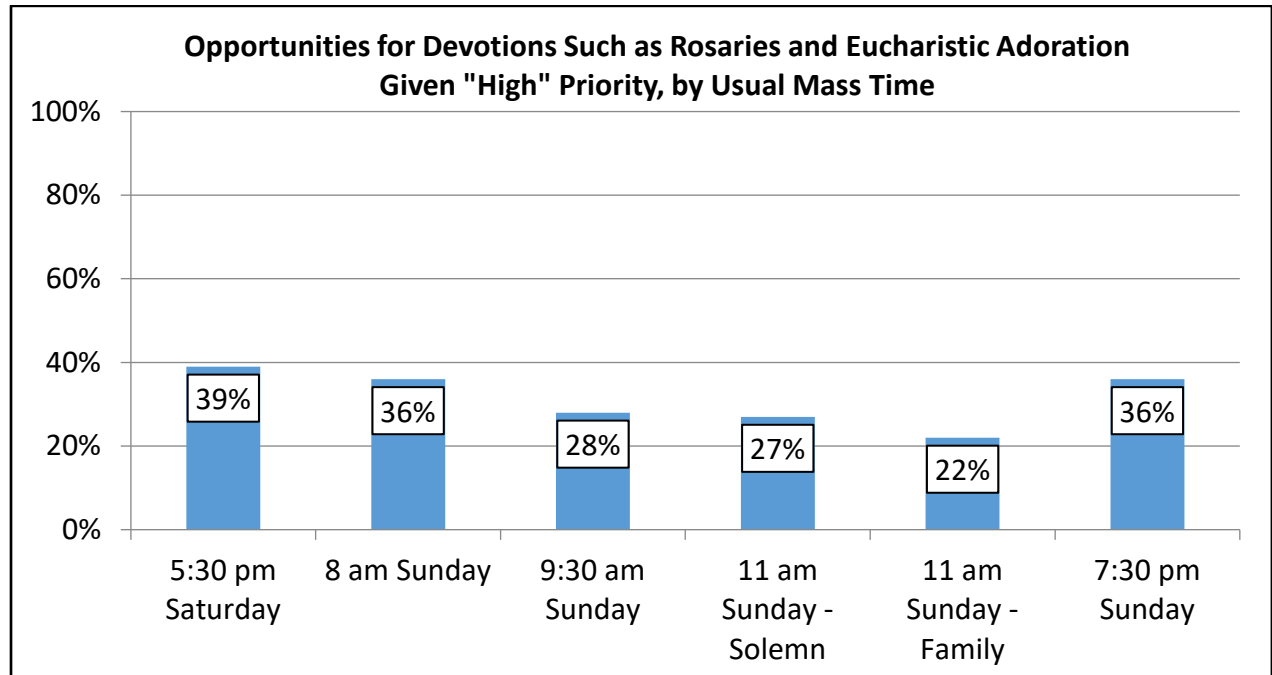 Opportunities for Devotions Such as Rosaries and Eucharistic Adoration
Given "High" Priority, by Usual Mass Time
100%
80%
60%
40%
20%
0%
39%
36%
28%
27%
22%
36%
5:30 pm
Saturday
8 am Sunday
9:30 am
Sunday
11 am
Sunday -
Solemn
11 am
Sunday -
Family
7:30 pm
Sunday